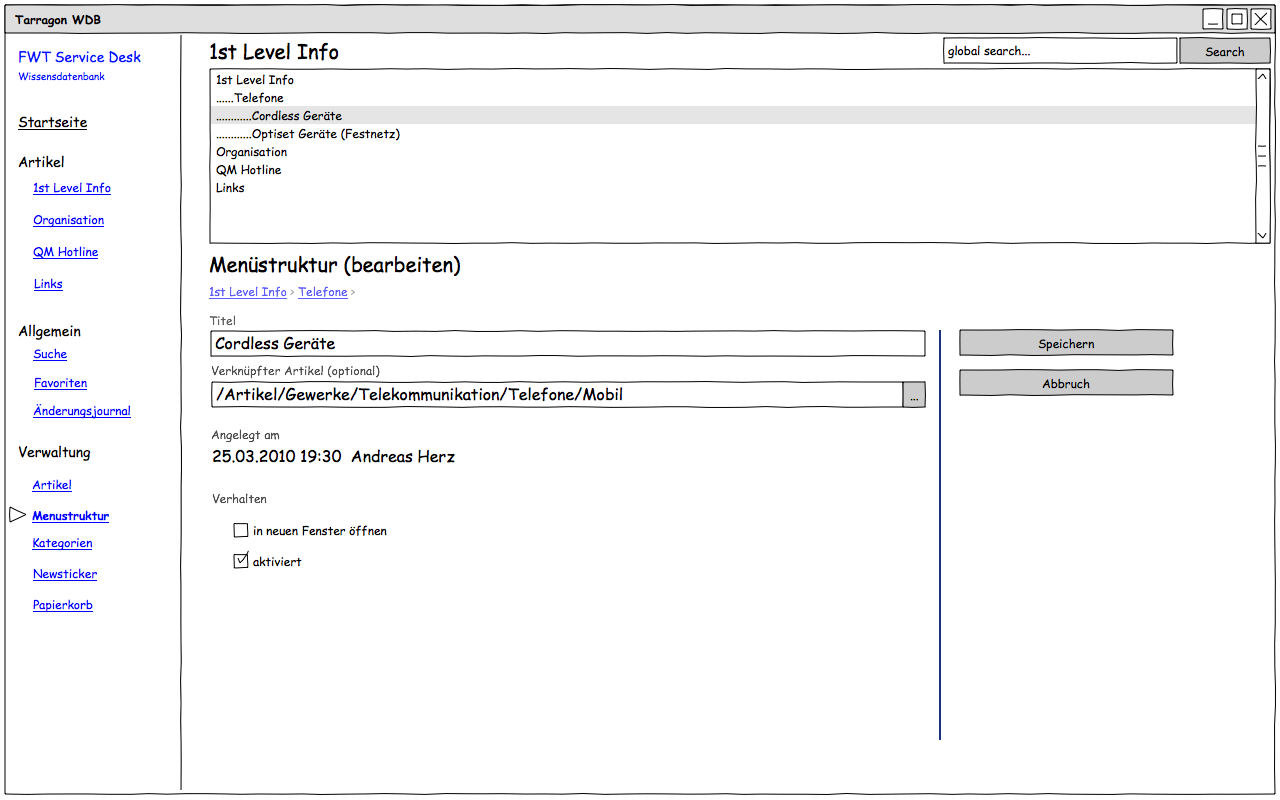 Tarragon WDB
FWT Service Desk
Wissensdatenbank
Startseite
Artikel
1st Level Info
Organisation
QM Hotline
Links
Allgemein
Suche
Favoriten
Änderungsjournal
Verwaltung
Artikel
Menustruktur
Kategorien
Newsticker
Papierkorb
1st Level Info
global search...
Search
1st Level Info
......Telefone
............Cordless Geräte
............Optiset Geräte (Festnetz)
Organisation
QM Hotline
Links
Menüstruktur (bearbeiten)
1st Level Info > Telefone >
Titel
Cordless Geräte
Verknüpfter Artikel (optional)
/Artikel/Gewerke/Telekommunikation/Telefone/Mobil
...
Angelegt am
25.03.2010 19:30 Andreas Herz
Verhalten
in neuen Fenster öffnen
aktiviert
Speichern
Abbruch